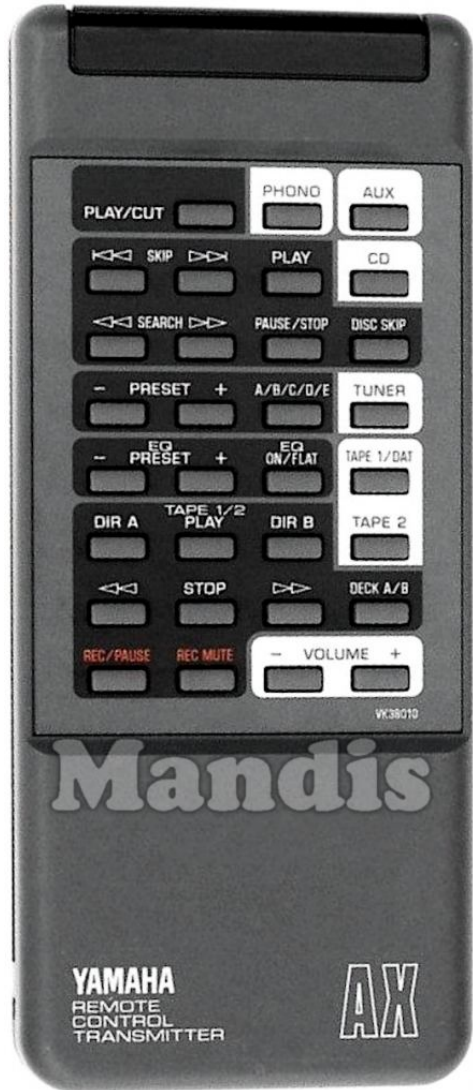 PHONO AUX
PLAY/CUT
SKIP PLAY CD
SEARCH PAUSE/STOP DISC SKIP
− PRESET + A/B/C/D/E TUNER
EQ EQ
− PRESET + ON/FLAT TAPE 1/DAT
TAPE 1/2
DIR A PLAY DIR B TAPE 2
STOP DECK A/B
REC/PAUSE REC MUTE − VOLUME +
VK38010
Mandis
YAMAHA
REMOTE
CONTROL
TRANSMITTER
AX